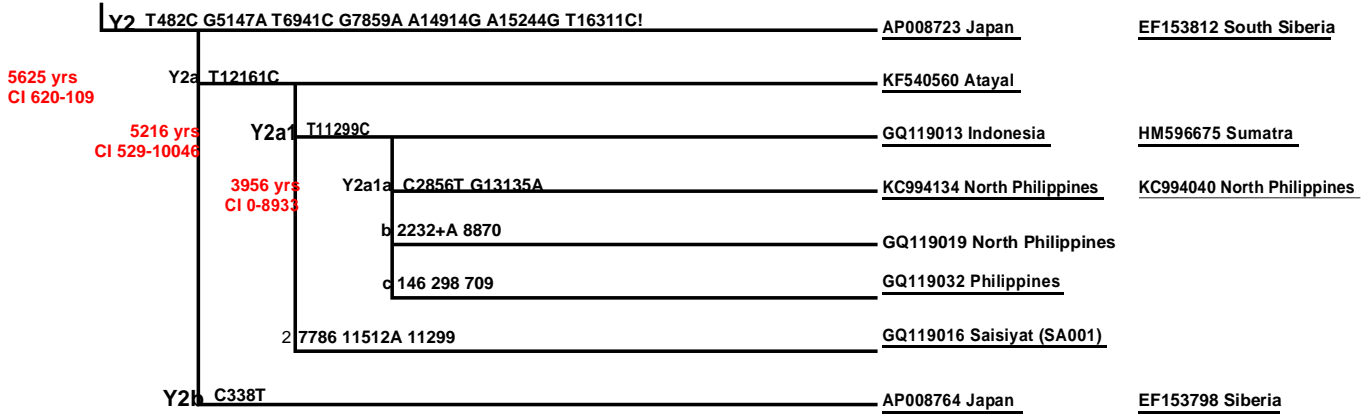 Y2 T482C G5147A T6941C G7859A A14914G A15244G T16311C!
AP008723 Japan EF153812 South Siberia
5625 yrs
CI 620-109
Y2a T12161C
KF540560 Atayal
5216 yrs
CI 529-10046
Y2a1 T11299C
GQ119013 Indonesia HM596675 Sumatra
3956 yrs
CI 0-8933
Y2a1a C2856T G13135A
KC994134 North Philippines KC994040 North Philippines
b 2232+A 8870
GQ119019 North Philippines
c 146 298 709
GQ119032 Philippines
2 7786 11512A 11299
GQ119016 Saisiyat (SA001)
Y2b C338T
AP008764 Japan EF153798 Siberia